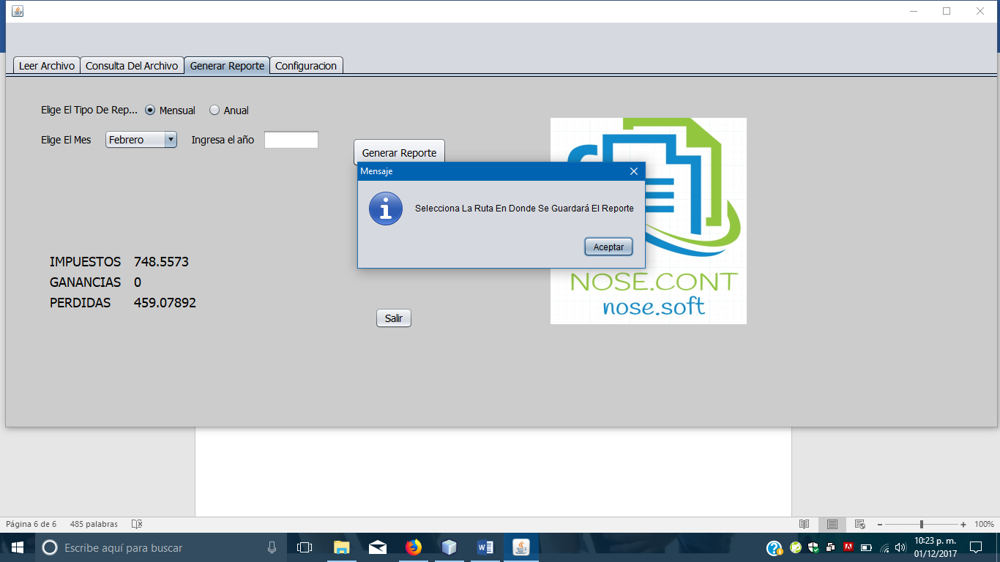 Leer Archivo
Consulta Del Archivo
Generar Reporte
Configuracion
Elige El Tipo De Rep...
Mensual
Anual
Elige El Mes
Febrero
Ingresa el año
Generar Reporte
Mensaje
Selecciona La Ruta En Donde Se Guardará El Reporte
Aceptar
IMPUESTOS 748.5573
GANANCIAS 0
PERDIDAS 459.07892
Salir
NOSE.CONT
nose.soft
Página 6 de 6
485 palabras
100%
Escribe aquí para buscar
10:23 p. m.
01/12/2017